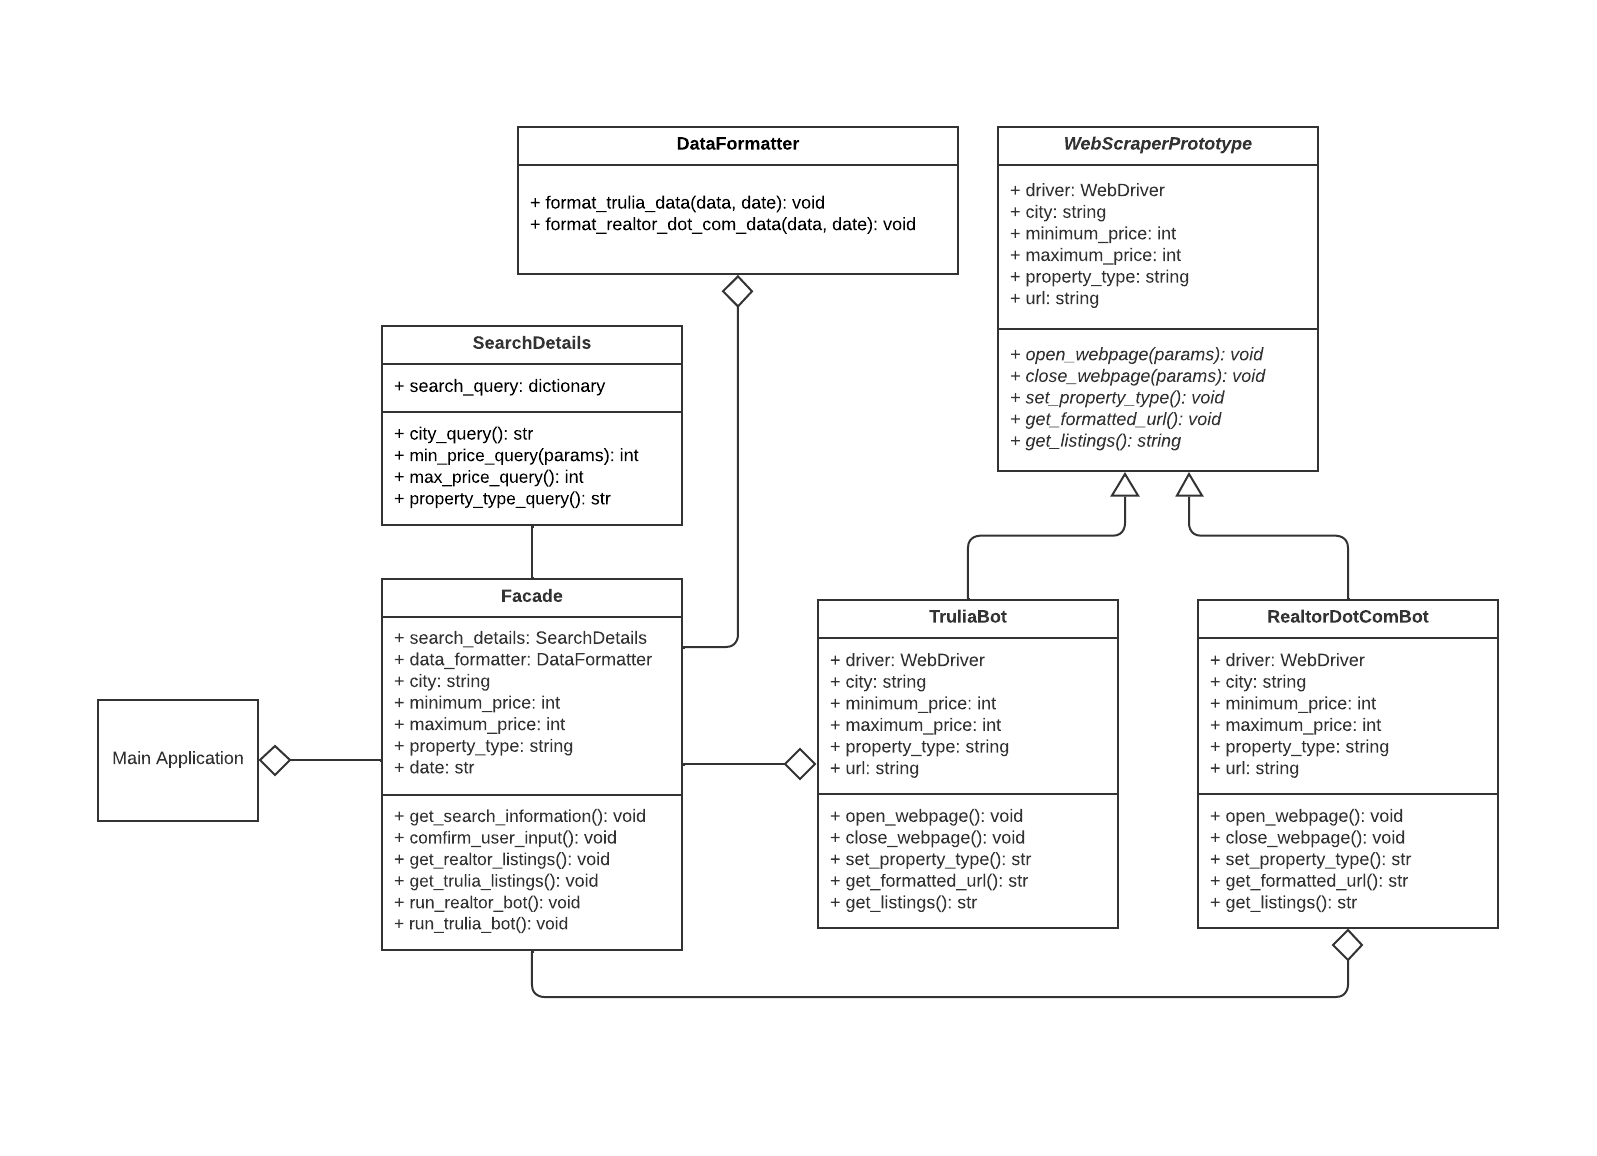 DataFormatter
+ format_trulia_data(data, date): void
+ format_realtor_dot_com_data(data, date): void
WebScraperPrototype
+ driver: WebDriver
+ city: string
+ minimum_price: int
+ maximum_price: int
+ property_type: string
+ url: string
+ open_webpage(params): void
+ close_webpage(params): void
+ set_property_type(): void
+ get_formatted_url(): void
+ get_listings(): string
SearchDetails
+ search_query: dictionary
+ city_query(): str
+ min_price_query(params): int
+ max_price_query(): int
+ property_type_query(): str
Facade
+ search_details: SearchDetails
+ data_formatter: DataFormatter
+ city: string
+ minimum_price: int
+ maximum_price: int
+ property_type: string
+ date: str
+ get_search_information(): void
+ comfirm_user_input(): void
+ get_realtor_listings(): void
+ get_trulia_listings(): void
+ run_realtor_bot(): void
+ run_trulia_bot(): void
Main Application
TruliaBot
+ driver: WebDriver
+ city: string
+ minimum_price: int
+ maximum_price: int
+ property_type: string
+ url: string
+ open_webpage(): void
+ close_webpage(): void
+ set_property_type(): str
+ get_formatted_url(): str
+ get_listings(): str
RealtorDotComBot
+ driver: WebDriver
+ city: string
+ minimum_price: int
+ maximum_price: int
+ property_type: string
+ url: string
+ open_webpage(): void
+ close_webpage(): void
+ set_property_type(): str
+ get_formatted_url(): str
+ get_listings(): str